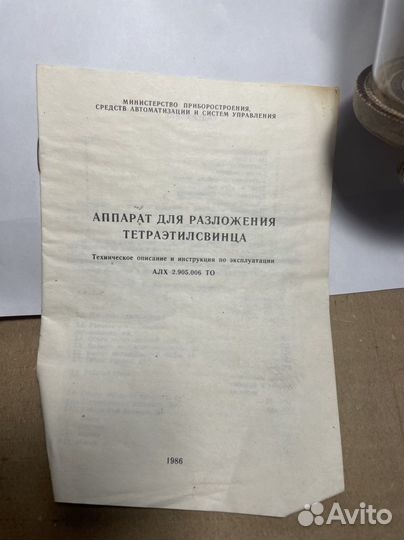 МИНИСТЕРСТВО ПРИБОРОСТРОЕНИЯ,
СРЕДСТВ АВТОМАТИЗАЦИИ И СИСТЕМ УПРАВЛЕНИЯ
АППАРАТ ДЛЯ РАЗЛОЖЕНИЯ
ТЕТРАЭТИЛСВИНЦА
Техническое описание и инструкция по эксплуатации
АЛХ 2.905.006 ТО
1986
Avito